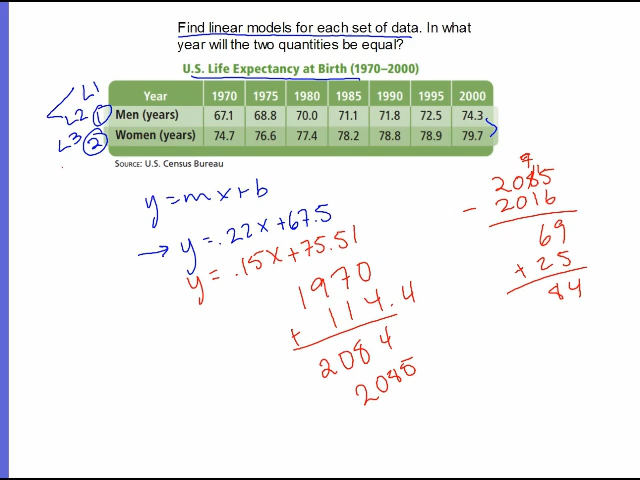 Find linear models for each set of data. In what
year will the two quantities be equal?
U.S. Life Expectancy at Birth (1970–2000)
L1 Year 1970 1975 1980 1985 1990 1995 2000
L2 1 Men (years) 67.1 68.8 70.0 71.1 71.8 72.5 74.3
L3 2 Women (years) 74.7 76.6 77.4 78.2 78.8 78.9 79.7
SOURCE: U.S. Census Bureau
y=mx+b
→ y=.22x+67.5
y=.15x+75.51
1970
+ 114.4
2084
2085
9
2085
- 2016
69
+ 25
84